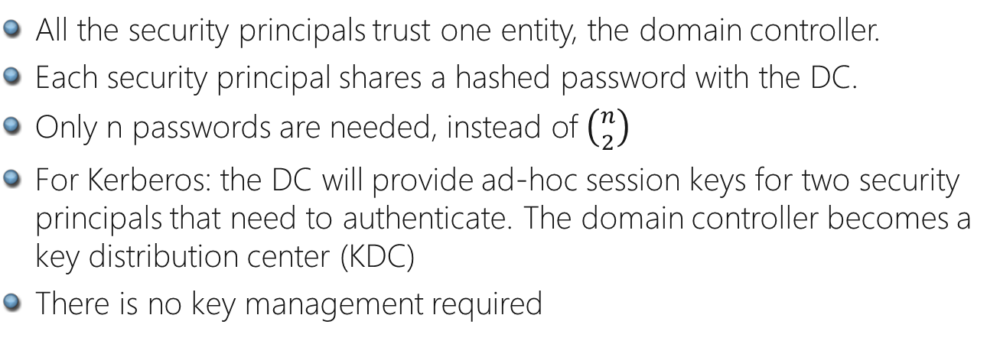 All the security principals trust one entity, the domain controller.
Each security principal shares a hashed password with the DC.
Only n passwords are needed, instead of (n 2)
For Kerberos: the DC will provide ad-hoc session keys for two security
principals that need to authenticate. The domain controller becomes a
key distribution center (KDC)
There is no key management required